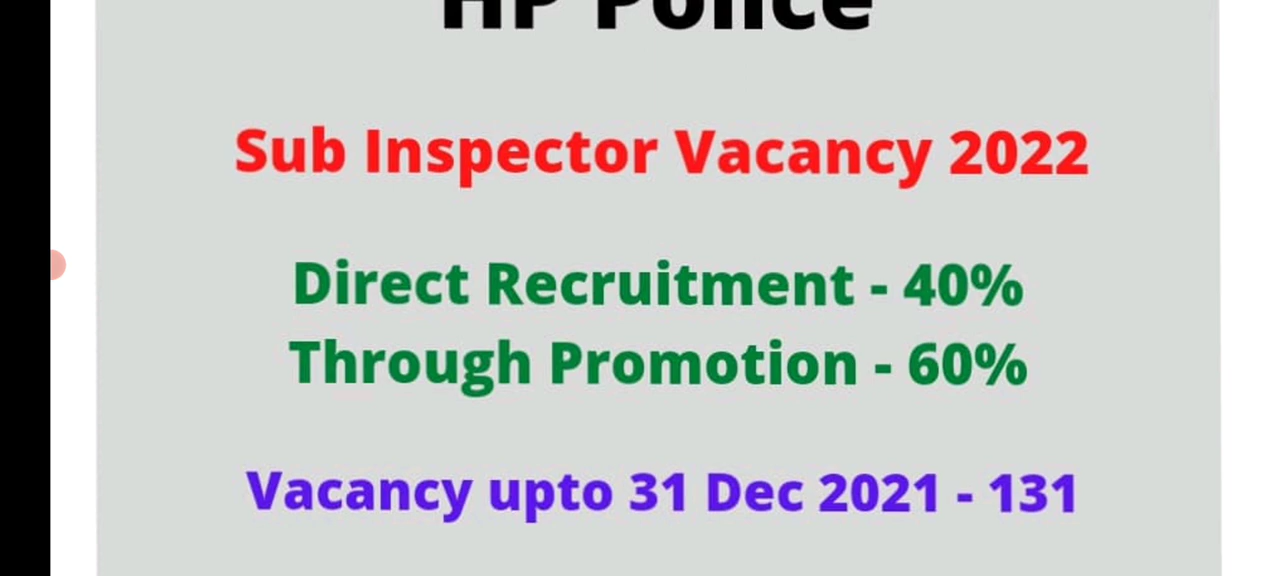 HP Police
Sub Inspector Vacancy 2022
Direct Recruitment - 40%
Through Promotion - 60%
Vacancy upto 31 Dec 2021 - 131